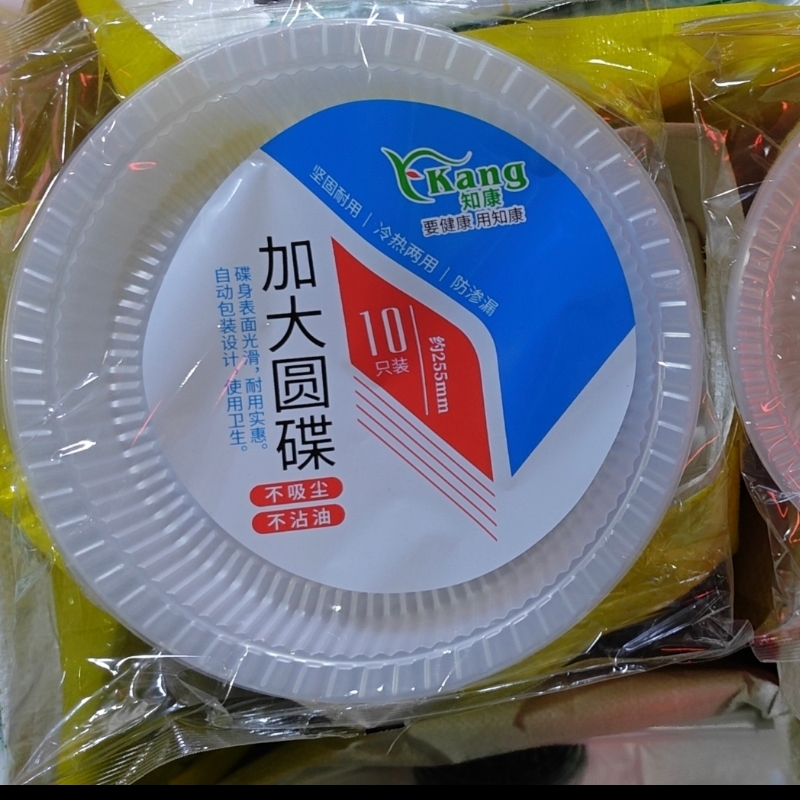 Kang
知康
要健康 用知康
坚固耐用 | 冷热两用 | 防渗漏
加大圆碟
碟身表面光滑，耐用实惠。
自动包装设计 使用卫生。
10
只装
约255mm
不吸尘
不沾油